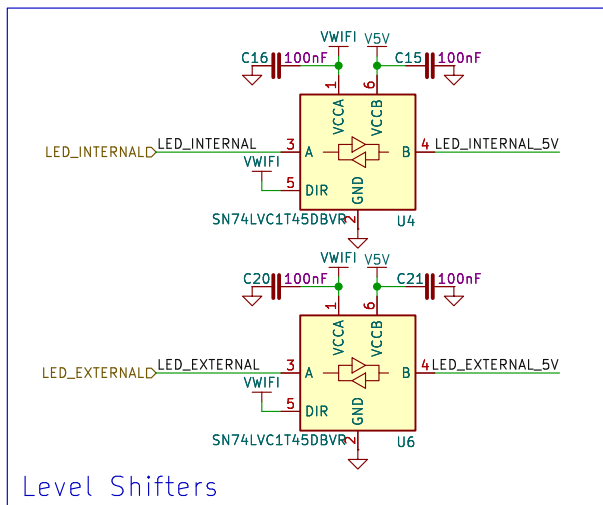 VWIFI V5V
C16 100nF C15 100nF
1 VCCA 6 VCCB
LED_INTERNAL LED_INTERNAL 3 A B 4 LED_INTERNAL_5V
VWIFI
5 DIR
GND
SN74LVC1T45DBVR 2 U4
VWIFI V5V
C20 100nF C21 100nF
1 VCCA 6 VCCB
LED_EXTERNAL LED_EXTERNAL 3 A B 4 LED_EXTERNAL_5V
VWIFI
5 DIR
GND
SN74LVC1T45DBVR 2 U6
Level Shifters